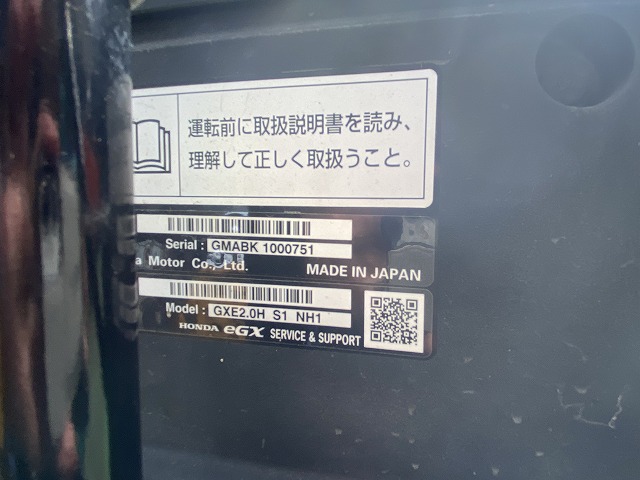 運転前に取扱説明書を読み、
理解して正しく取扱うこと。
Serial: GMABK 1000751
a Motor Co., Ltd.
MADE IN JAPAN
Model: GXE2.0H S1 NH1
HONDA eGX SERVICE & SUPPORT